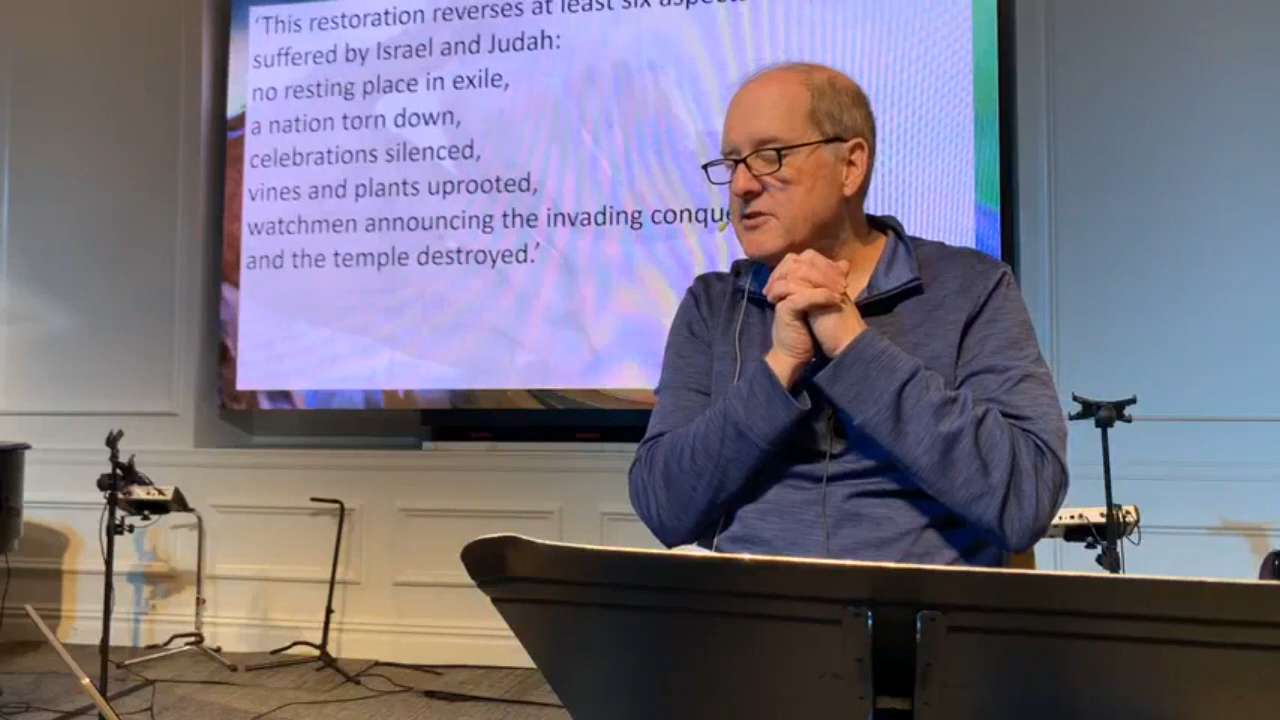 ‘This restoration reverses at least six aspects
suffered by Israel and Judah:
no resting place in exile,
a nation torn down,
celebrations silenced,
vines and plants uprooted,
watchmen announcing the invading
and the temple destroyed.’